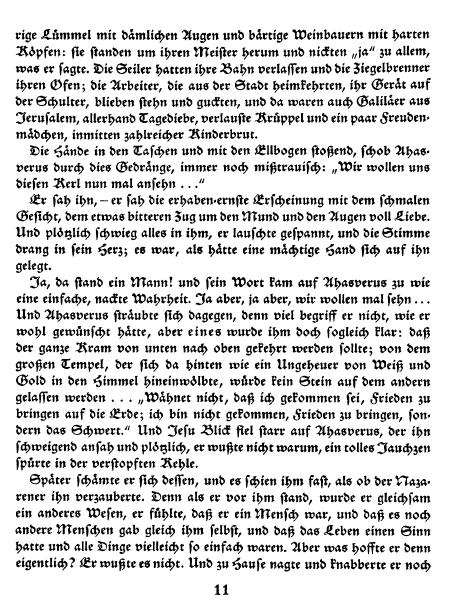 rige Lümmel mit dämlichen Augen und bärtige Weinbauern mit harten
Köpfen: sie standen um ihren Meister herum und nickten „ja“ zu allem,
was er sagte. Die Seiler hatten ihre Bahn verlassen und die Ziegelbrenner
ihren Ofen; die Arbeiter, die aus der Stadt heimkehrten, ihr Gerät auf
der Schulter, blieben stehn und guckten, und da waren auch Galiläer aus
Jerusalem, allerhand Tagediebe, verlauste Krüppel und ein paar Freuden-
mädchen, inmitten zahlreicher Kinderbrut.
Die Hände in den Taschen und mit den Ellbogen stoßend, schob Ahas-
verus durch dies Gedränge, immer noch mißtrauisch: „Wir wollen uns
diesen Kerl nun mal ansehn ...“
Er sah ihn, – er sah die erhaben-ernste Erscheinung mit dem schmalen
Gesicht, dem etwas bitteren Zug um den Mund und den Augen voll Liebe.
Und plötzlich schwieg alles in ihm, er lauschte gespannt, und die Stimme
drang in sein Herz; es war, als hätte eine mächtige Hand sich auf ihn
gelegt.
Ja, da stand ein Mann! und sein Wort kam auf Ahasverus zu wie
eine einfache, nackte Wahrheit. Ja aber, ja aber, wir wollen mal sehn ...
Und Ahasverus sträubte sich dagegen, denn viel begriff er nicht, wie er
wohl gewünscht hätte, aber eines wurde ihm doch sogleich klar: daß
der ganze Kram von unten nach oben gekehrt werden sollte; von dem
großen Tempel, der sich da hinten wie ein Ungeheuer von Weiß und
Gold in den Himmel hineinwölbte, würde kein Stein auf dem andern
gelassen werden ... „Wähnet nicht, daß ich gekommen sei, Frieden zu
bringen auf die Erde; ich bin nicht gekommen, Frieden zu bringen, son-
dern das Schwert.“ Und Jesu Blick fiel starr auf Ahasverus, der ihn
schweigend ansah und plötzlich, er wußte nicht warum, ein tolles Jauchzen
spürte in der verstopften Kehle.
Später schämte er sich dessen, und es schien ihm fast, als ob der Naza-
rener ihn verzauberte. Denn als er vor ihm stand, wurde er gleichsam
ein anderes Wesen, er fühlte, daß er ein Mensch war, und daß es noch
andere Menschen gab gleich ihm selbst, und daß das Leben einen Sinn
hatte und alle Dinge vielleicht so einfach waren. Aber was hoffte er denn
eigentlich? Er wußte es nicht. Und zu Hause nagte und knabberte er noch
11